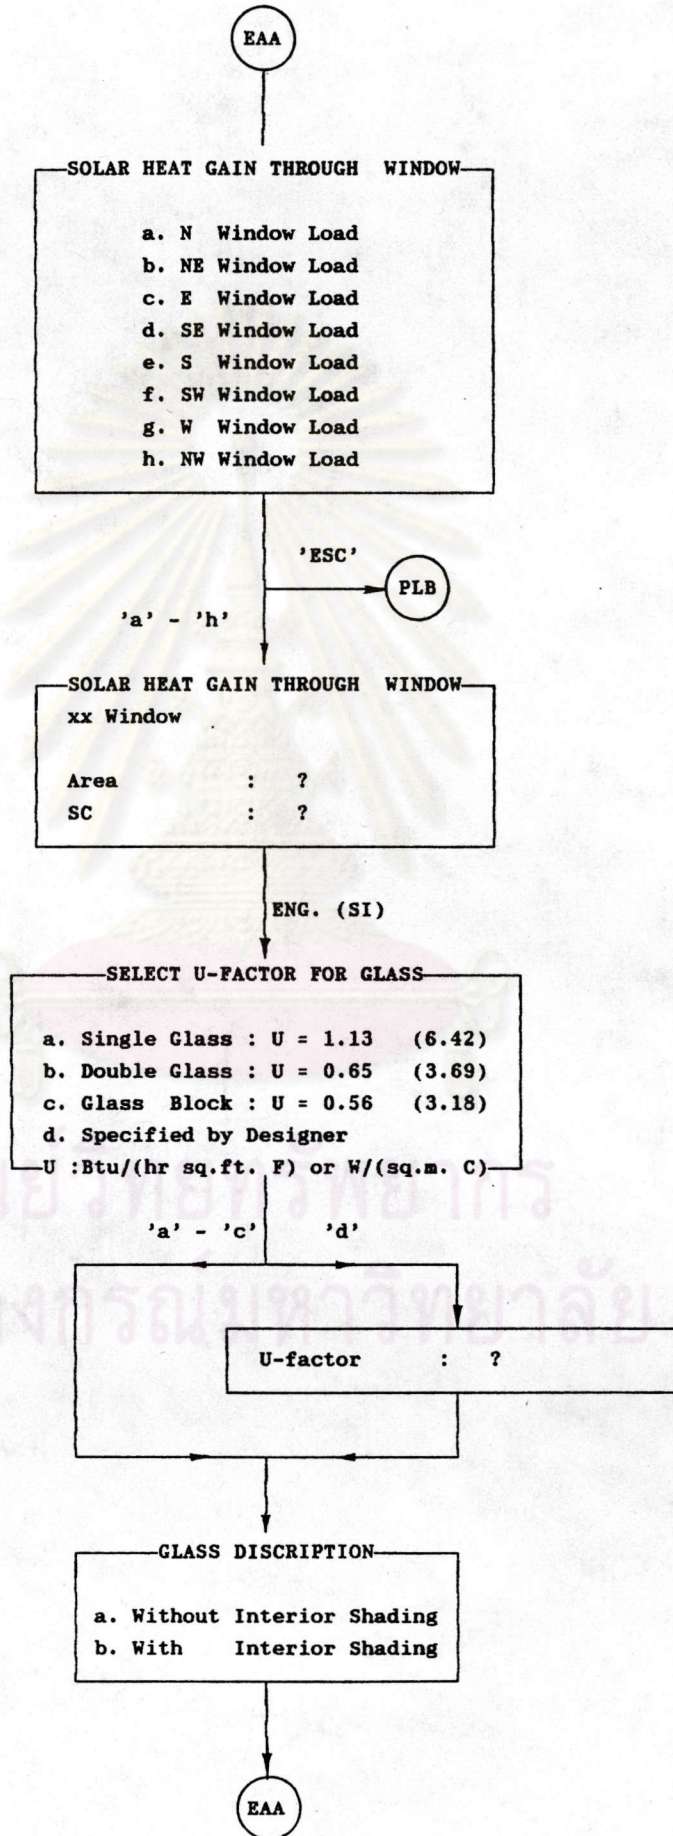 EAA
SOLAR HEAT GAIN THROUGH WINDOW
a. N Window Load
b. NE Window Load
c. E Window Load
d. SE Window Load
e. S Window Load
f. SW Window Load
g. W Window Load
h. NW Window Load
'ESC'
PLB
'a' - 'h'
SOLAR HEAT GAIN THROUGH WINDOW
xx Window
Area : ?
SC : ?
ENG. (SI)
SELECT U-FACTOR FOR GLASS
a. Single Glass : U = 1.13 (6.42)
b. Double Glass : U = 0.65 (3.69)
c. Glass Block : U = 0.56 (3.18)
d. Specified by Designer
U :Btu/(hr sq.ft. F) or W/(sq.m. C)
'a' - 'c' 'd'
U-factor : ?
GLASS DISCRIPTION
a. Without Interior Shading
b. With Interior Shading
EAA